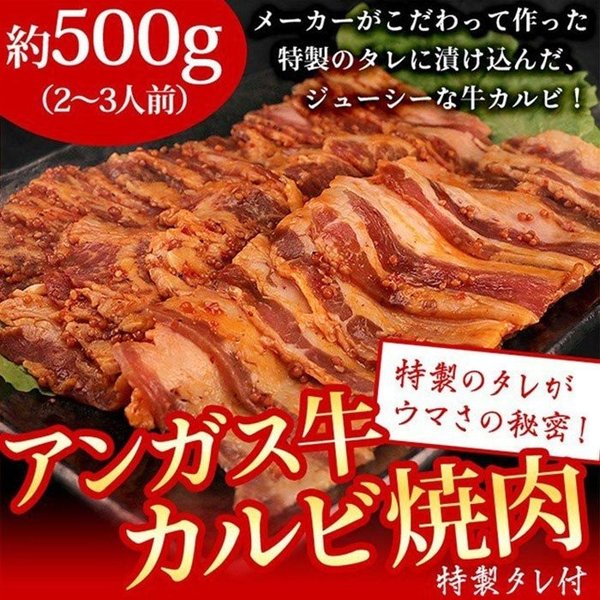 約500g
(2〜3人前)
メーカーがこだわって作った
特製のタレに漬け込んだ、
ジューシーな牛カルビ！
特製のタレが
ウマさの秘密！
アンガス牛
カルビ焼肉
特製タレ付